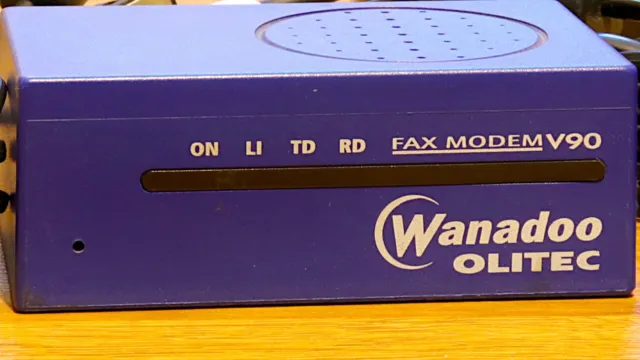 ON LI TD RD FAX MODEM V90
Wanadoo
OLITEC